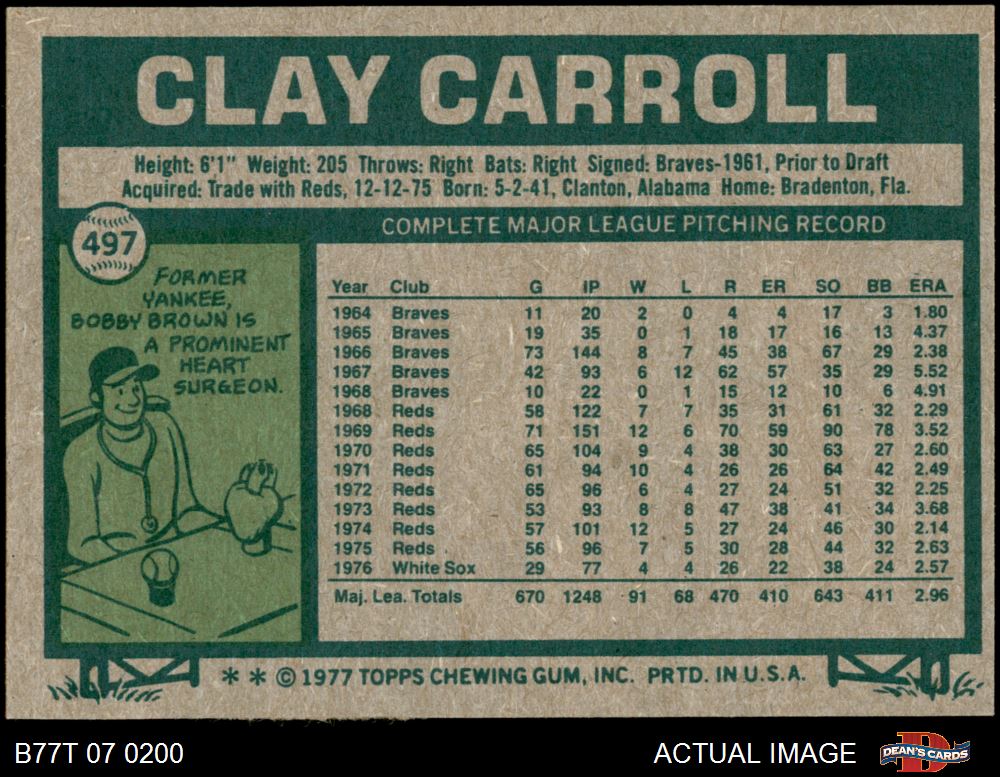 CLAY CARROLL
Height: 6'1" Weight: 205 Throws: Right Bats: Right Signed: Braves-1961, Prior to Draft
Acquired: Trade with Reds, 12-12-75 Born: 5-2-41, Clanton, Alabama Home: Bradenton, Fla.
497
COMPLETE MAJOR LEAGUE PITCHING RECORD
FORMER
YANKEE,
BOBBY BROWN IS
A PROMINENT
HEART
SURGEON.
Year Club G IP W L R ER SO BB ERA
1964 Braves 11 20 2 0 4 4 17 3 1.80
1965 Braves 19 35 0 1 18 17 16 13 4.37
1966 Braves 73 144 8 7 45 38 67 29 2.38
1967 Braves 42 93 6 12 62 57 35 29 5.52
1968 Braves 10 22 0 1 15 12 10 6 4.91
1968 Reds 58 122 7 7 35 31 61 32 2.29
1969 Reds 71 151 12 6 70 59 90 78 3.52
1970 Reds 65 104 9 4 38 30 63 27 2.60
1971 Reds 61 94 10 4 26 26 64 42 2.49
1972 Reds 65 96 6 4 27 24 51 32 2.25
1973 Reds 53 93 8 8 47 38 41 34 3.68
1974 Reds 57 101 12 5 27 24 46 30 2.14
1975 Reds 56 96 7 5 30 28 44 32 2.63
1976 White Sox 29 77 4 4 26 22 38 24 2.57
Maj. Lea. Totals 670 1248 91 68 470 410 643 411 2.96
* * © 1977 TOPPS CHEWING GUM, INC. PRTD. IN U.S.A.
B77T 07 0200
ACTUAL IMAGE
D
DEAN'S CARDS